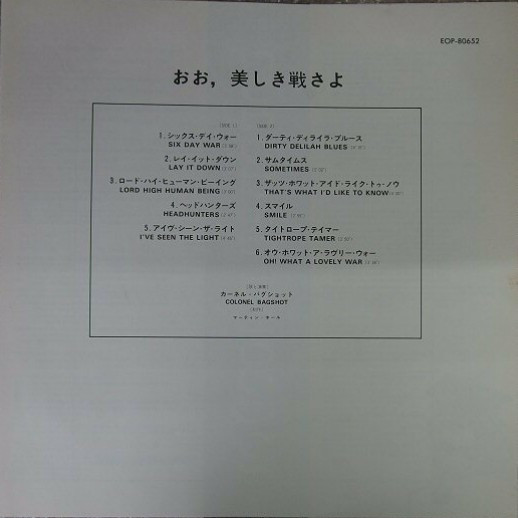 EOP-80652
おお，美しき戦さよ
1.シックス・デイ・ウォー
SIX DAY WAR
2.レイ・イット・ダウン
LAY IT DOWN
3.ロード・ハイ・ヒューマン・ビーイング
LORD HIGH HUMAN BEING
4.ヘッドハンターズ
HEADHUNTERS
5.アイヴ・シーン・ザ・ライト
I'VE SEEN THE LIGHT
1.ダーティ・ディライラ・ブルース
DIRTY DELILAH BLUES
2.サムタイムス
SOMETIMES
3.ザッツ・ホワット・アイド・ライク・トゥ・ノウ
THAT'S WHAT I'D LIKE TO KNOW
4.スマイル
SMILE
5.タイトロープ・テイマー
TIGHTROPE TAMER
6.オウ・ホワット・ア・ラヴリー・ウォー
OH! WHAT A LOVELY WAR
カーネル・バグショット
COLONEL BAGSHOT